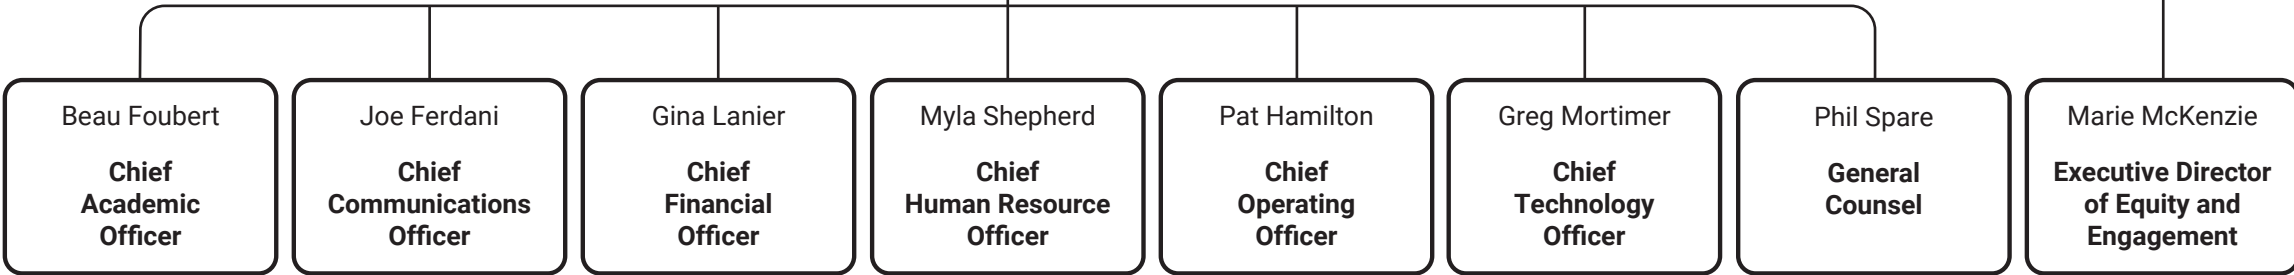 Beau Foubert
Chief
Academic
Officer
Joe Ferdani
Chief
Communications
Officer
Gina Lanier
Chief
Financial
Officer
Myla Shepherd
Chief
Human Resource
Officer
Pat Hamilton
Chief
Operating
Officer
Greg Mortimer
Chief
Technology
Officer
Phil Spare
General
Counsel
Marie McKenzie
Executive Director
of Equity and
Engagement